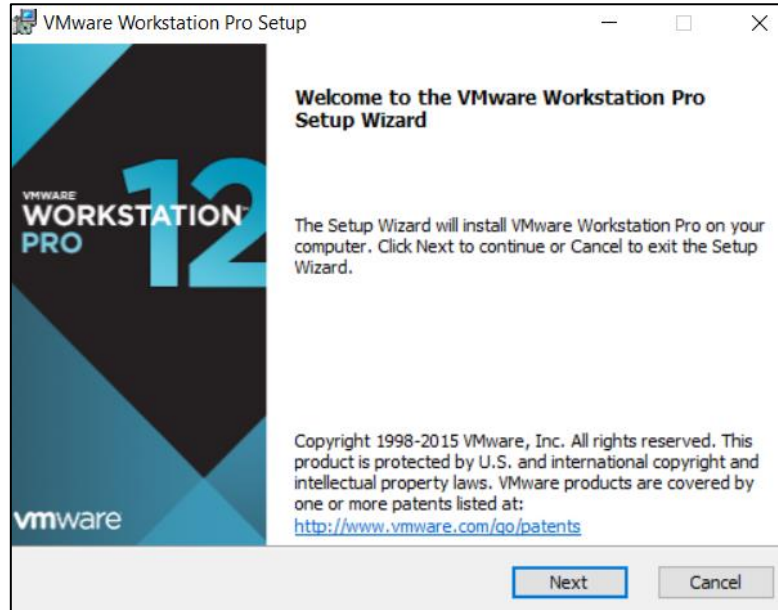 VMware Workstation Pro Setup
Welcome to the VMware Workstation Pro
Setup Wizard
VMWARE
WORKSTATION™
PRO
12
The Setup Wizard will install VMware Workstation Pro on your
computer. Click Next to continue or Cancel to exit the Setup
Wizard.
Copyright 1998-2015 VMware, Inc. All rights reserved. This
product is protected by U.S. and international copyright and
intellectual property laws. VMware products are covered by
one or more patents listed at:
http://www.vmware.com/go/patents
vmware
Next
Cancel